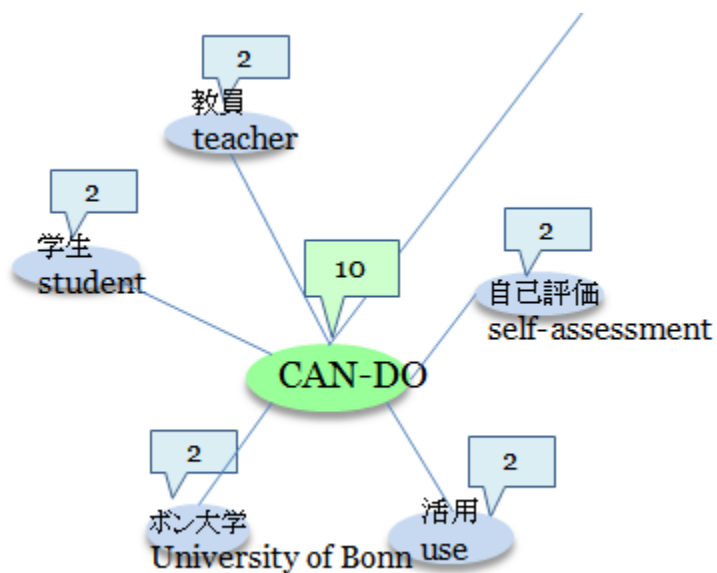 2
教員
teacher
2
学生
student
10
2
自己評価
self-assessment
CAN-DO
2
ボン大学
University of Bonn
2
活用
use